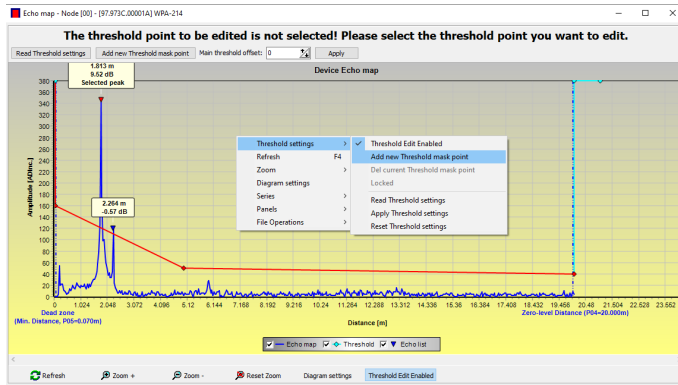 Echo map - Node [00] - [97.973C.00001A] WPA-214
The threshold point to be edited is not selected! Please select the threshold point you want to edit.
Read Threshold settings
Add new Threshold mask point
Main threshold offset: 0
Apply
Device Echo map
1.813 m
9.52 dB
Selected peak
2.264 m
-0.57 dB
Amplitude [ADInc.]
380
360
340
320
300
280
260
240
220
200
180
160
140
120
100
80
60
40
20
0
Threshold settings
Refresh F4
Zoom
Diagram settings
Series
Panels
File Operations
Threshold Edit Enabled
Add new Threshold mask point
Del current Threshold mask point
Locked
Read Threshold settings
Apply Threshold settings
Reset Threshold settings
1.024 2.048 3.072 4.096 5.12 6.144 7.168 8.192 9.216 10.24 11.264 12.288 13.312 14.336 15.36 16.384 17.408 18.432 19.456 20.48 21.504 22.528 23.552
Dead zone
(Min. Distance, P05=0.070m)
Zero-level Distance (P04=20.000m)
Distance [m]
Echo map Threshold Echo list
Refresh
Zoom +
Zoom -
Reset Zoom
Diagram settings
Threshold Edit Enabled